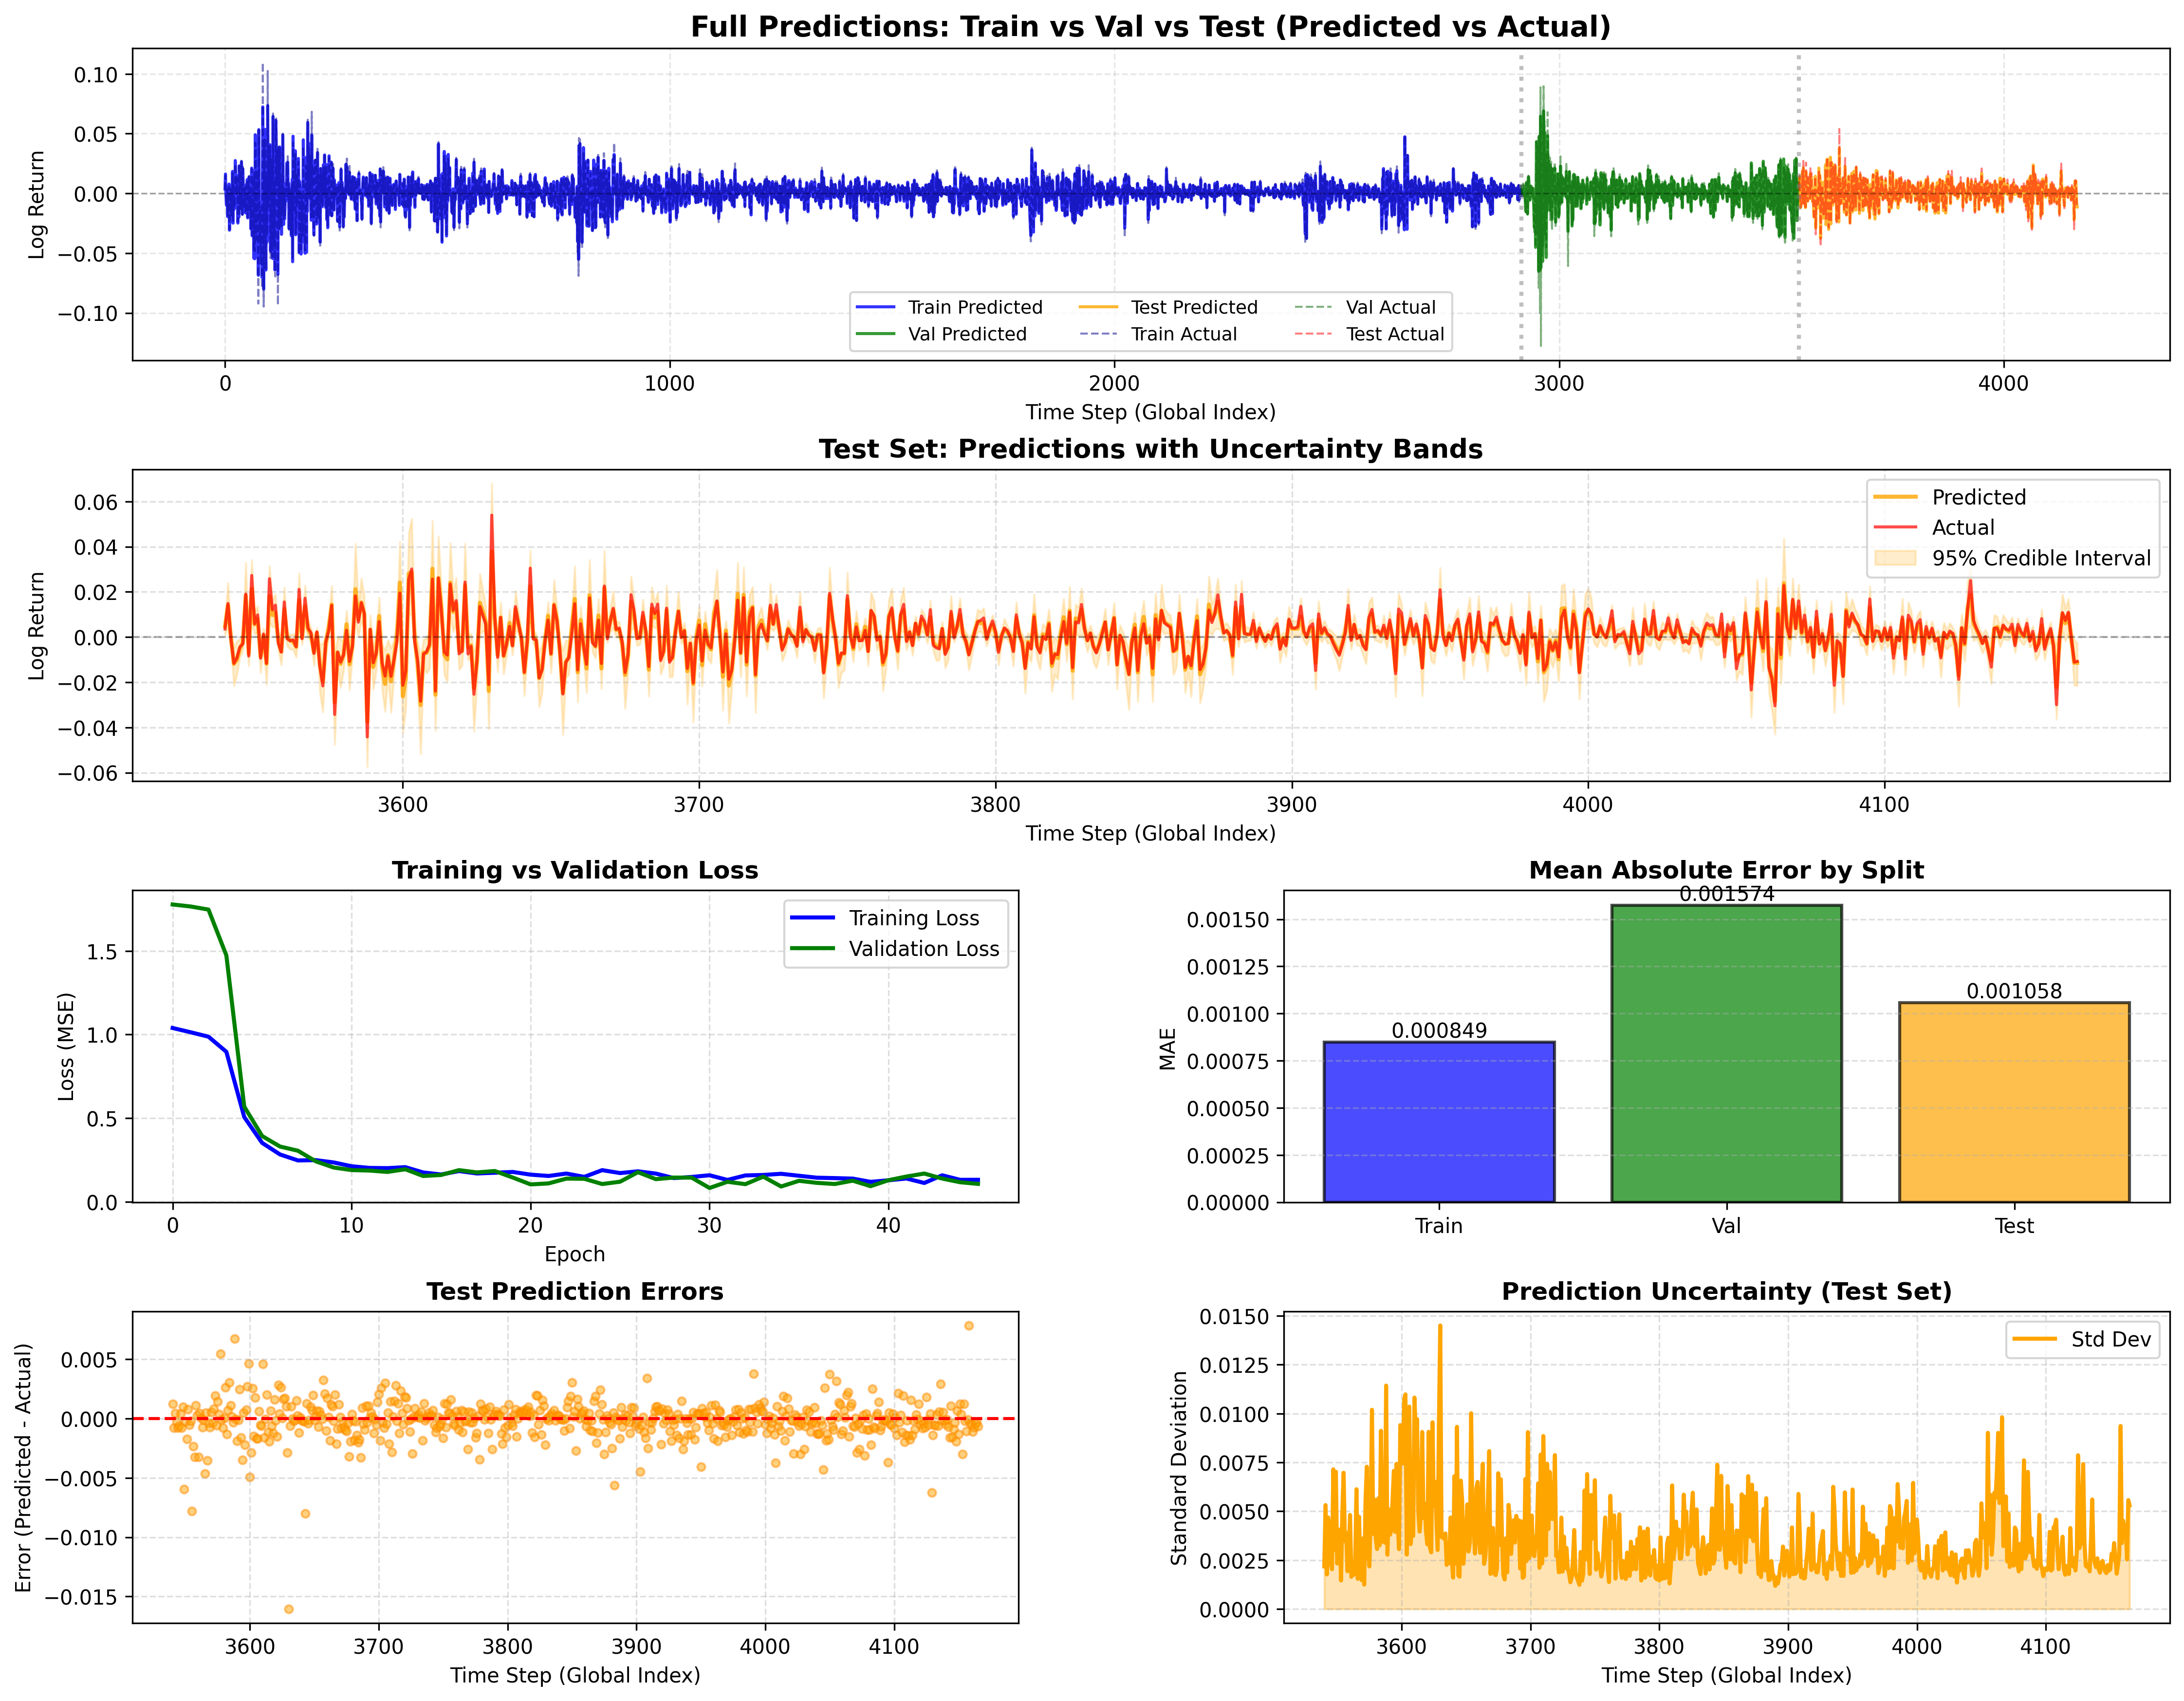 Full Predictions: Train vs Val vs Test (Predicted vs Actual)
Log Return
0.10
0.05
0.00
−0.05
−0.10
Train Predicted
Val Predicted
Test Predicted
Train Actual
Val Actual
Test Actual
0 1000 2000 3000 4000
Time Step (Global Index)
Test Set: Predictions with Uncertainty Bands
Log Return
0.06
0.04
0.02
0.00
−0.02
−0.04
−0.06
Predicted
Actual
95% Credible Interval
3600 3700 3800 3900 4000 4100
Time Step (Global Index)
Training vs Validation Loss
Loss (MSE)
1.5
1.0
0.5
0.0
Training Loss
Validation Loss
0 10 20 30 40
Epoch
Mean Absolute Error by Split
MAE
0.00150
0.00125
0.00100
0.00075
0.00050
0.00025
0.00000
0.000849
0.001574
0.001058
Train Val Test
Test Prediction Errors
Error (Predicted - Actual)
0.005
0.000
−0.005
−0.010
−0.015
3600 3700 3800 3900 4000 4100
Time Step (Global Index)
Prediction Uncertainty (Test Set)
Standard Deviation
0.0150
0.0125
0.0100
0.0075
0.0050
0.0025
0.0000
Std Dev
3600 3700 3800 3900 4000 4100
Time Step (Global Index)